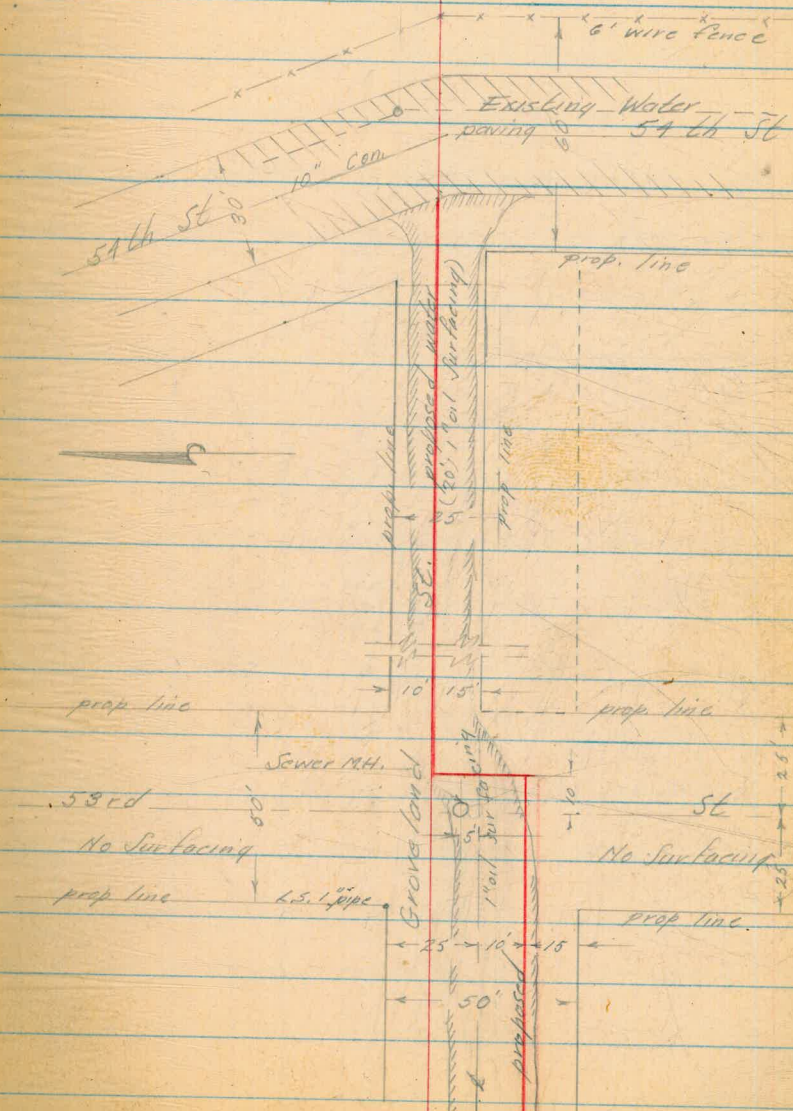 6' wire fence
Existing Water
paving
54th St
60'
10" Con.
54th St
30'
prop. line
proposed water
(20' 1" oil Surfacing)
prop. line
prop line
25
St.
10' 15'
prop line
prop. line
Sewer M.H.
53rd
50'
No Surfacing
prop line
L.S. 1" pipe
Groveland
1" oil Surfacing
5'
10'
St
25'
25'
No Surfacing
prop line
25 10' 15
50'
proposed